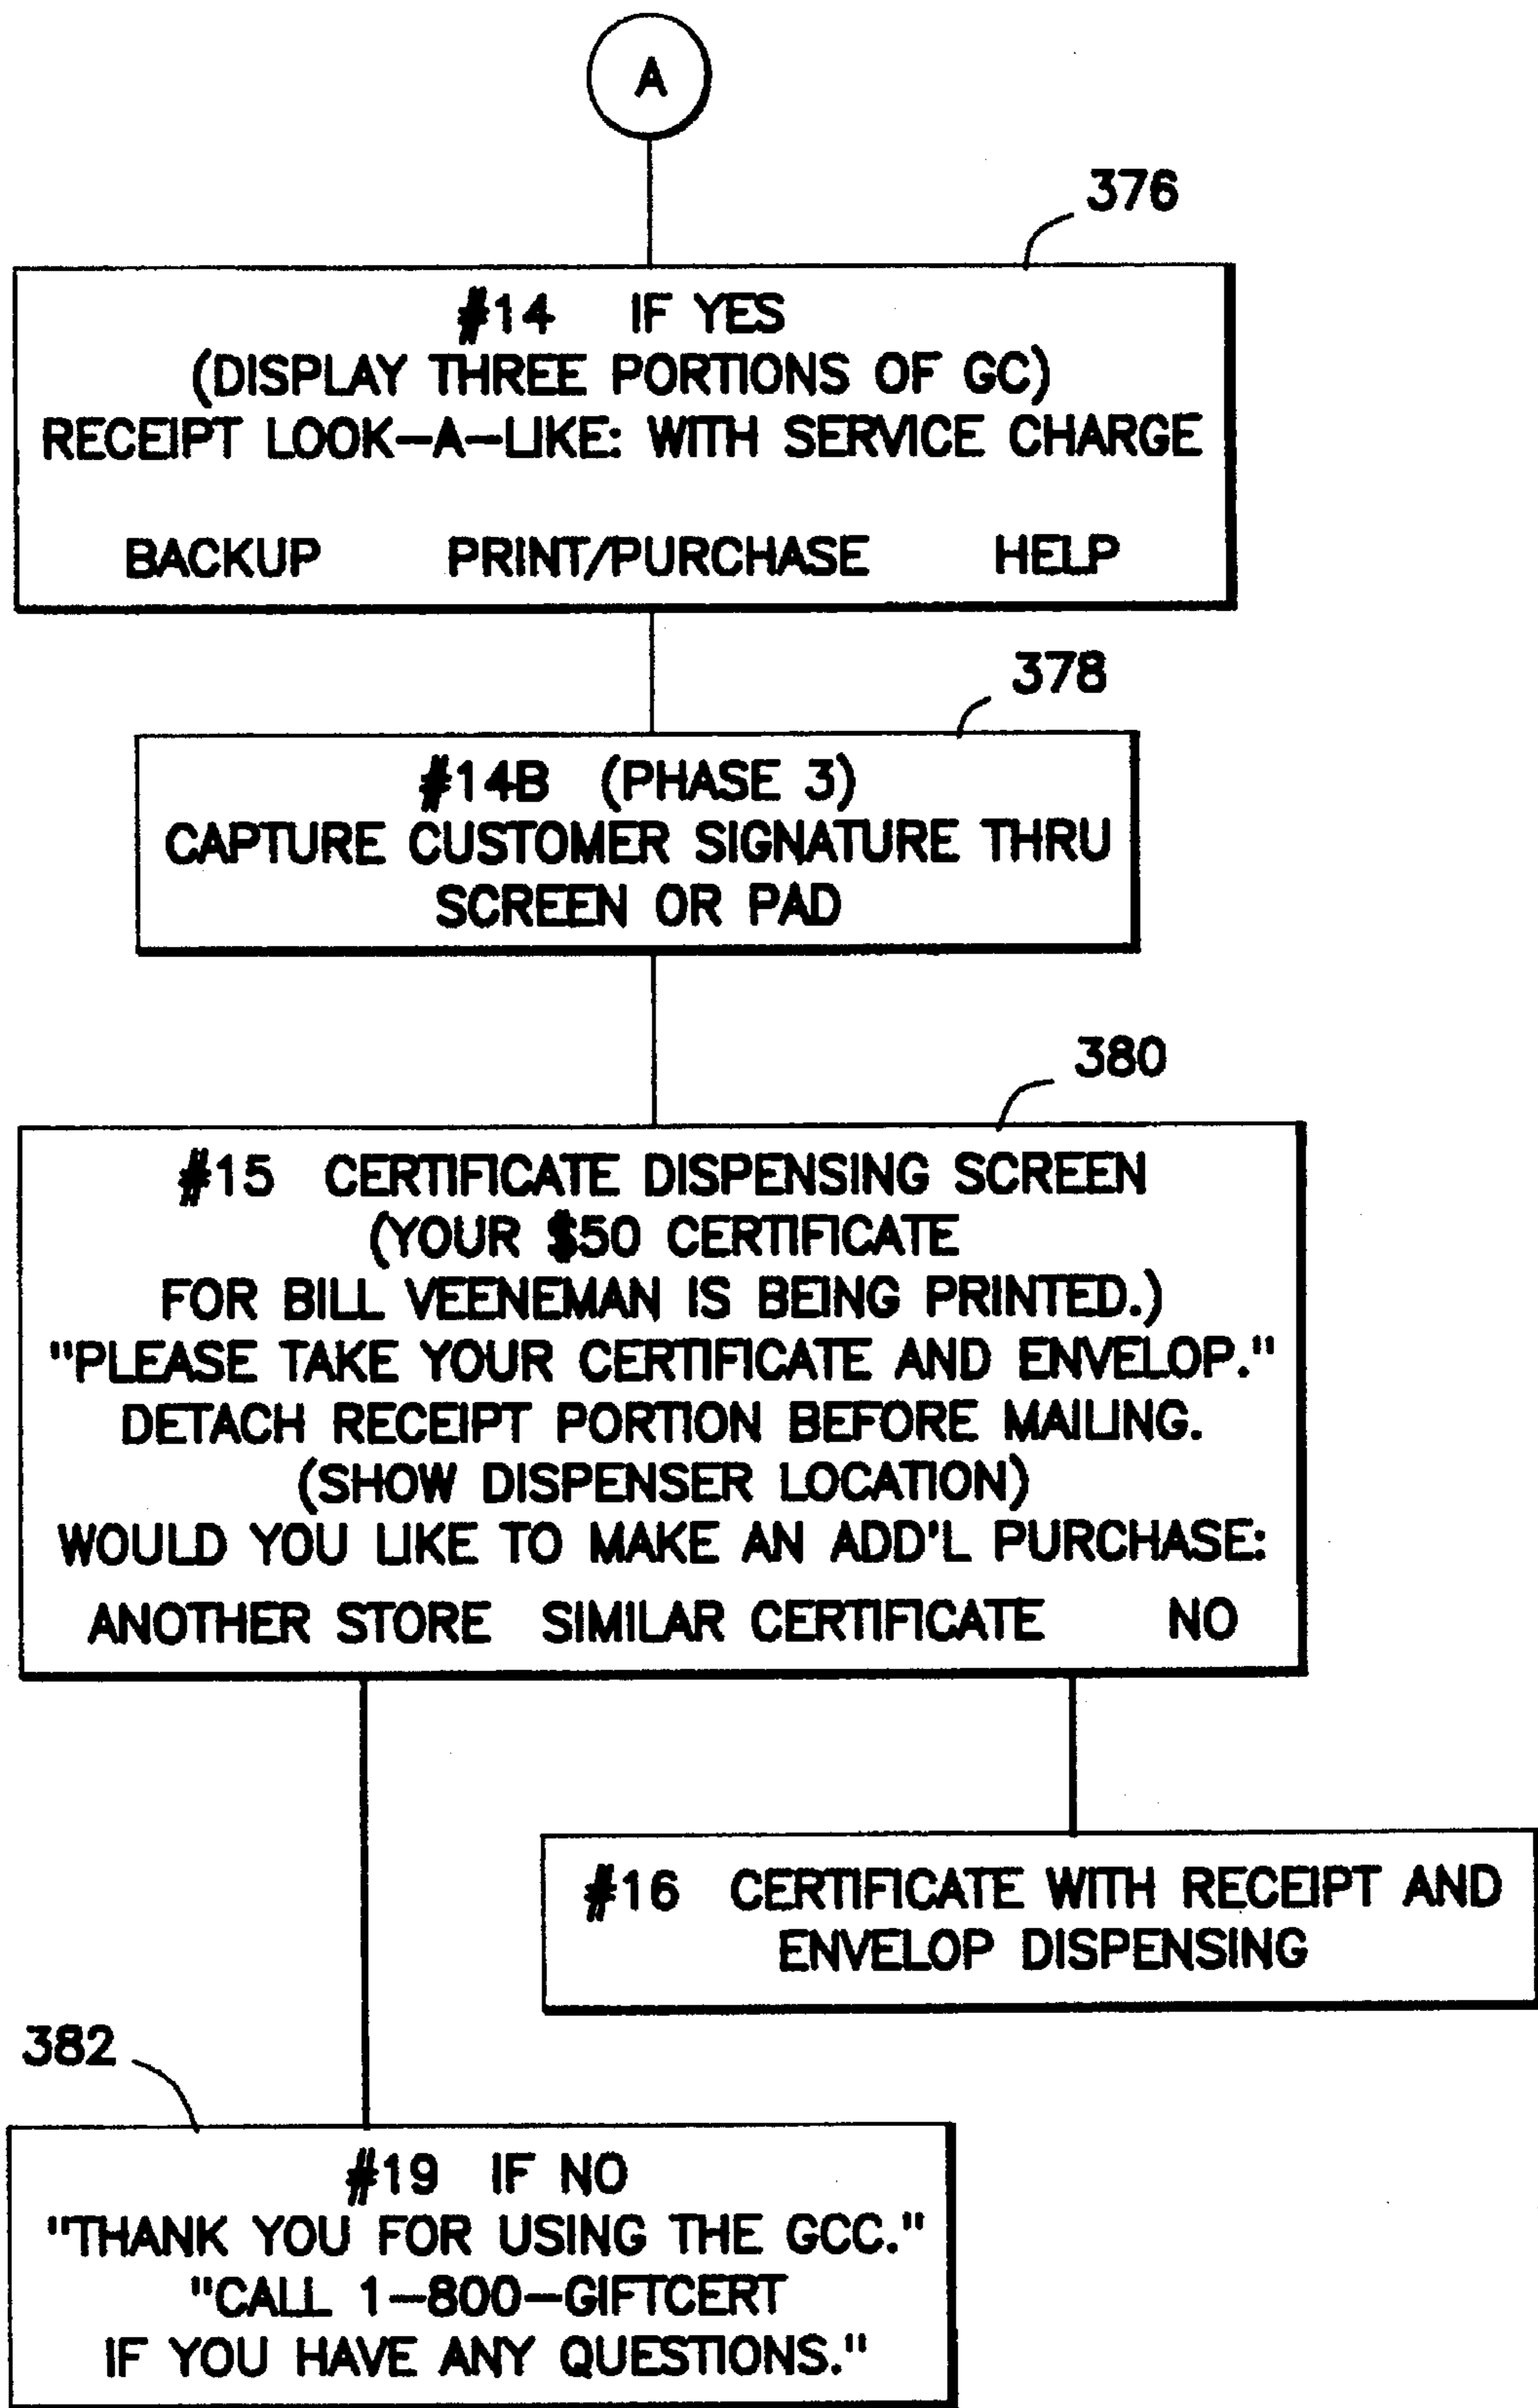 A
376
#14 IF YES
(DISPLAY THREE PORTIONS OF GC)
RECEIPT LOOK-A-LIKE: WITH SERVICE CHARGE
BACKUP PRINT/PURCHASE HELP
378
#14B (PHASE 3)
CAPTURE CUSTOMER SIGNATURE THRU
SCREEN OR PAD
380
#15 CERTIFICATE DISPENSING SCREEN
(YOUR $50 CERTIFICATE
FOR BILL VEENEMAN IS BEING PRINTED.)
"PLEASE TAKE YOUR CERTIFICATE AND ENVELOP."
DETACH RECEIPT PORTION BEFORE MAILING.
(SHOW DISPENSER LOCATION)
WOULD YOU LIKE TO MAKE AN ADD'L PURCHASE:
ANOTHER STORE SIMILAR CERTIFICATE NO
#16 CERTIFICATE WITH RECEIPT AND
ENVELOP DISPENSING
382
#19 IF NO
"THANK YOU FOR USING THE GCC."
"CALL 1-800-GIFTCERT
IF YOU HAVE ANY QUESTIONS."